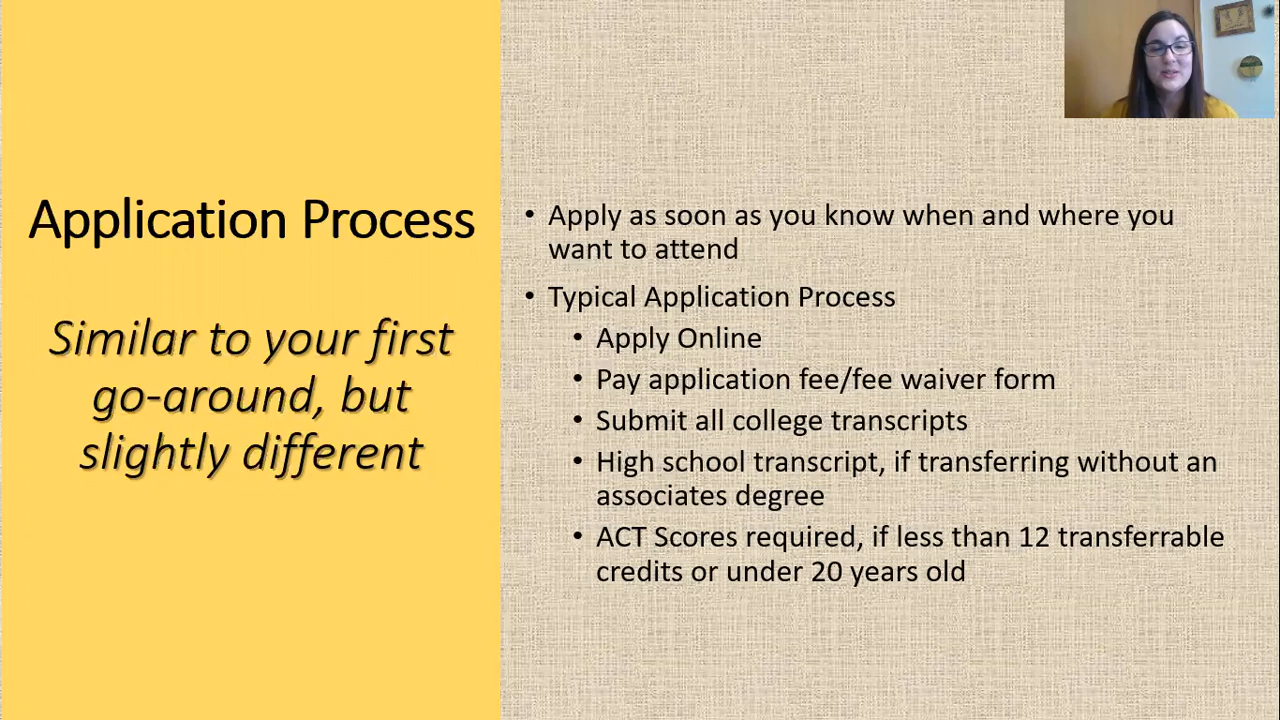 Application Process
Similar to your first
go-around, but
slightly different
• Apply as soon as you know when and where you
want to attend
• Typical Application Process
• Apply Online
• Pay application fee/fee waiver form
• Submit all college transcripts
• High school transcript, if transferring without an
associates degree
• ACT Scores required, if less than 12 transferrable
credits or under 20 years old